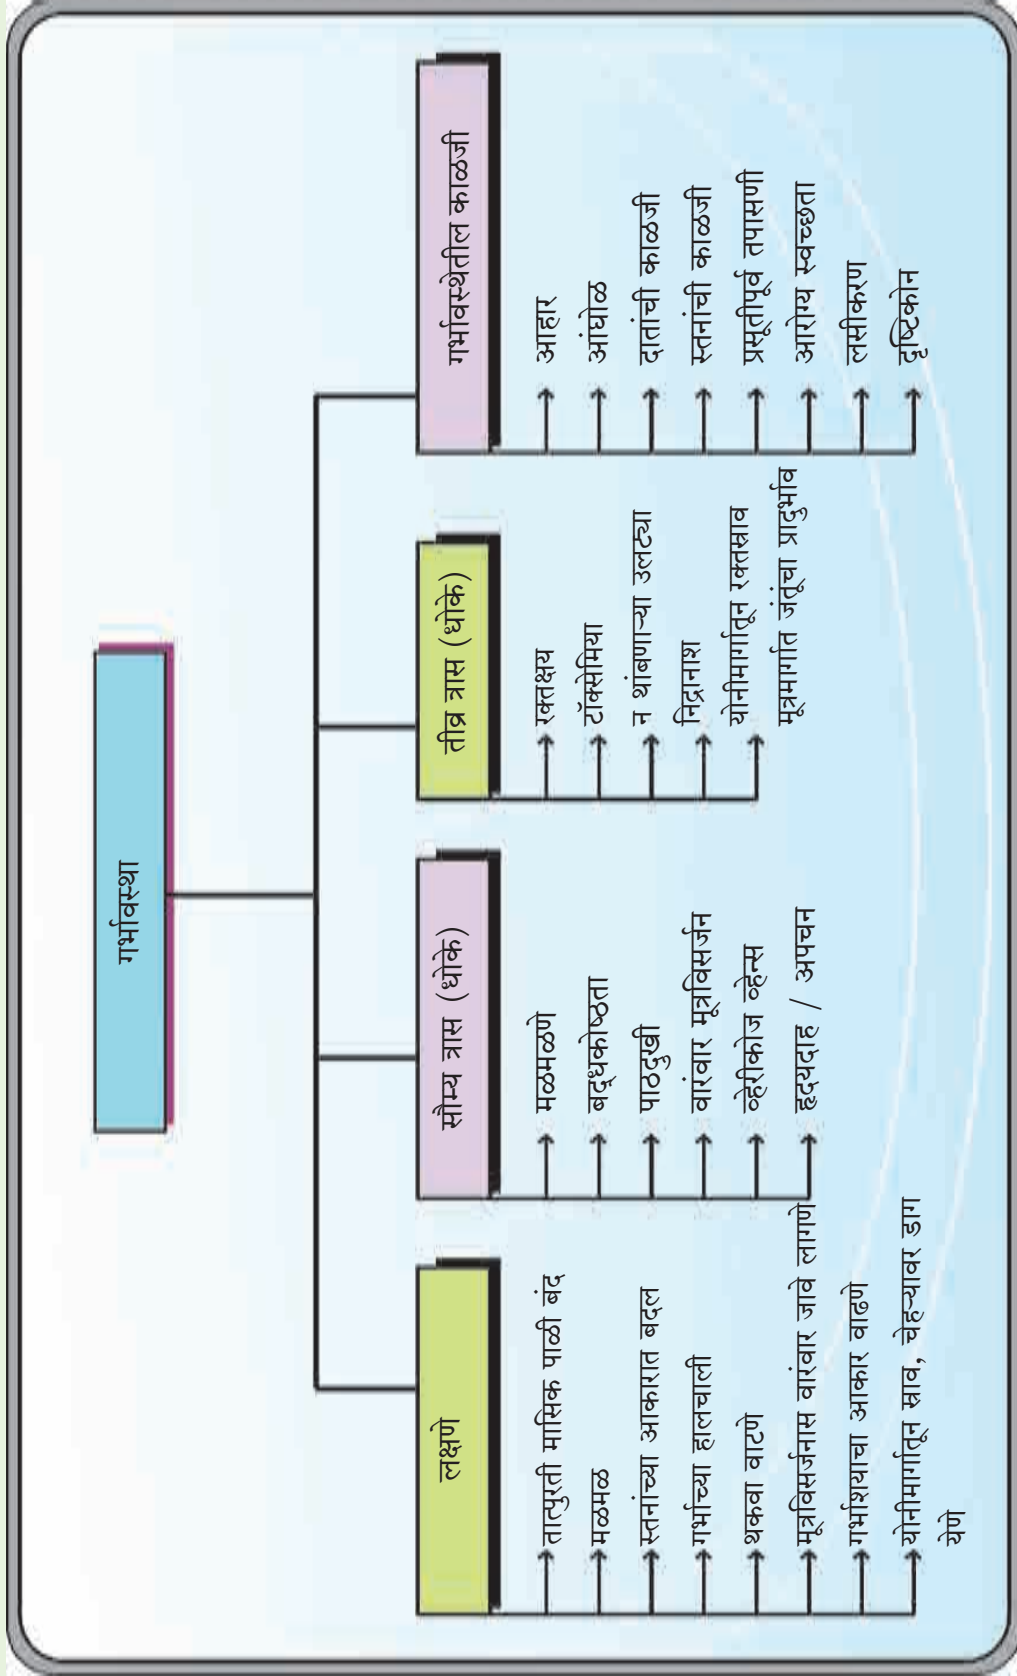 गर्भावस्था
लक्षणे
तात्पुरती मासिक पाळी बंद
मळमळ
स्तनांच्या आकारात बदल
गर्भाच्या हालचाली
थकवा वाटणे
मूत्रविसर्जनास वारंवार जावे लागणे
गर्भाशयाचा आकार वाढणे
योनीमार्गातून स्राव, चेहऱ्यावर डाग
येणे
सौम्य त्रास (धोके)
मळमळणे
बद्धकोष्ठता
पाठदुखी
वारंवार मूत्रविसर्जन
व्हेरीकोज व्हेन्स
हृदयदाह / अपचन
तीव्र त्रास (धोके)
रक्तक्षय
टॉक्सेमिया
न थांबणाऱ्या उलट्या
निद्रानाश
योनीमार्गातून रक्तस्राव
मूत्रमार्गात जंतूंचा प्रादुर्भाव
गर्भावस्थेतील काळजी
आहार
आंघोळ
दातांची काळजी
स्तनांची काळजी
प्रसूतीपूर्व तपासणी
आरोग्य स्वच्छता
लसीकरण
दृष्टिकोन